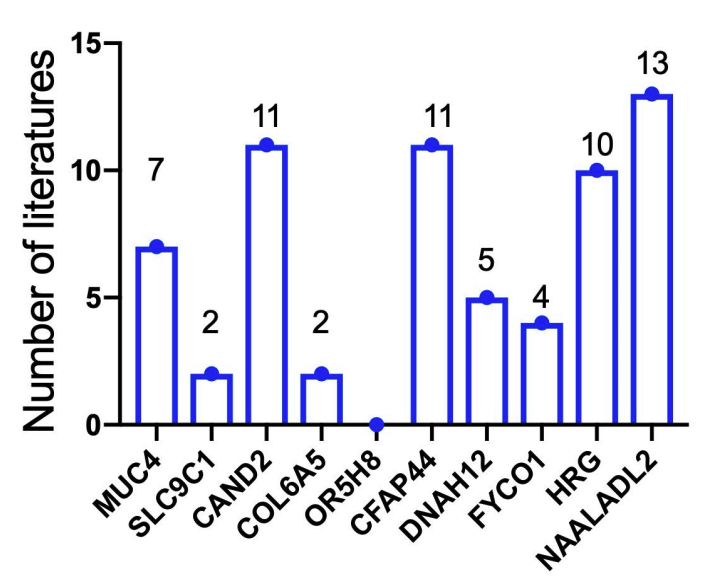 Number of literatures
15
10
5
0
7
2
11
2
11
5
4
10
13
MUC4
SLC9C1
CAND2
COL6A5
OR5H8
CFAP44
DNAH12
FYCO1
HRG
NAALADL2